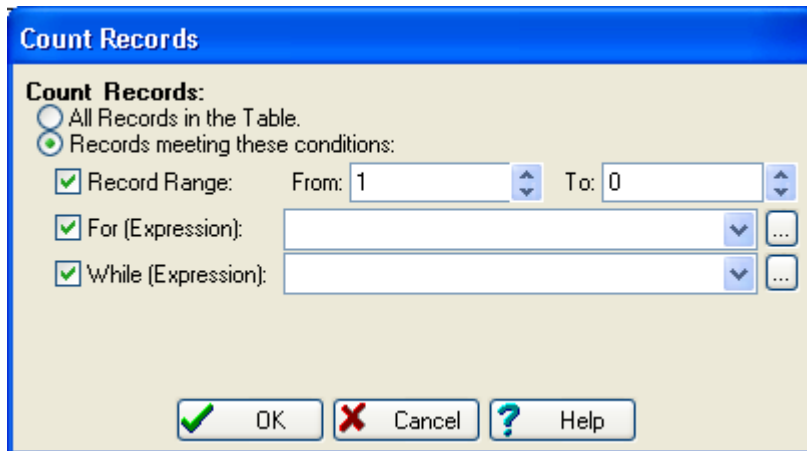 Count Records
Count Records:
All Records in the Table.
Records meeting these conditions:
Record Range: From: 1 To: 0
For (Expression): ...
While (Expression): ...
OK Cancel ? Help